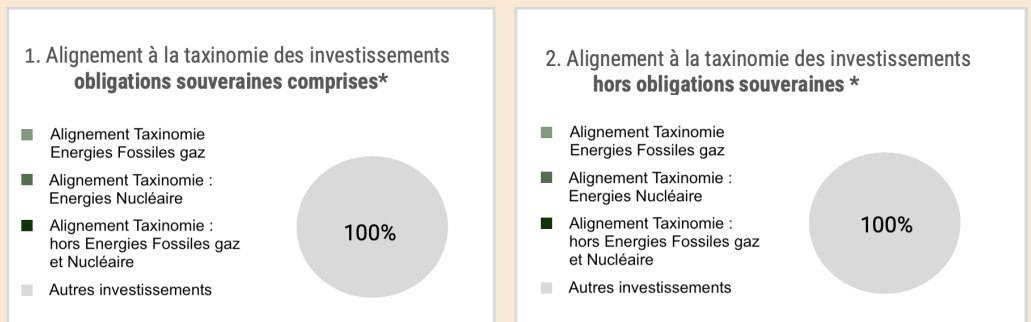 1. Alignement à la taxinomie des investissements
obligations souveraines comprises*
Alignement Taxinomie
Energies Fossiles gaz
Alignement Taxinomie :
Energies Nucléaire
Alignement Taxinomie :
hors Energies Fossiles gaz
et Nucléaire
Autres investissements
100%
2. Alignement à la taxinomie des investissements
hors obligations souveraines *
Alignement Taxinomie
Energies Fossiles gaz
Alignement Taxinomie :
Energies Nucléaire
Alignement Taxinomie :
hors Energies Fossiles gaz
et Nucléaire
Autres investissements
100%